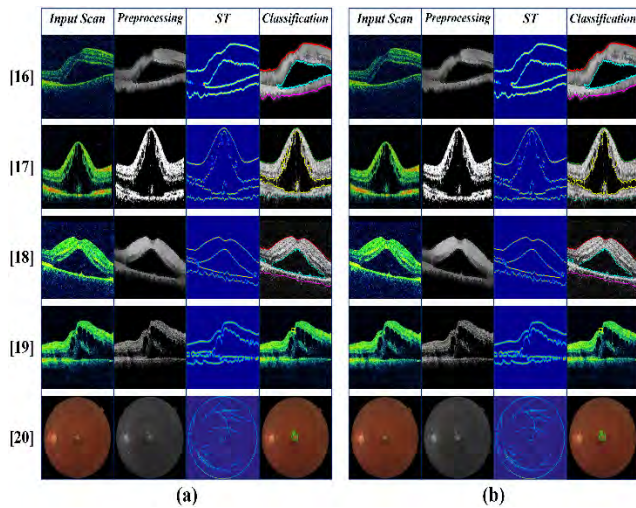 Input Scan Preprocessing ST Classification Input Scan Preprocessing ST Classification
[16]
[17]
[18]
[19]
[20]
(a) (b)